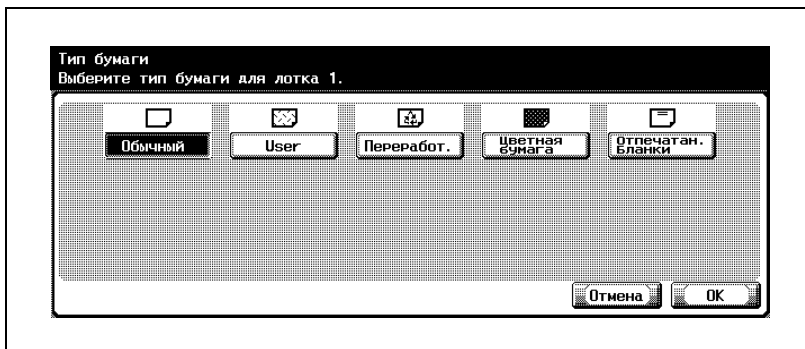 Тип бумаги
Выберите тип бумаги для лотка 1.
Обычный
User
Переработ.
Цветная
бумага
Отпечатан.
Бланки
Отмена
OK